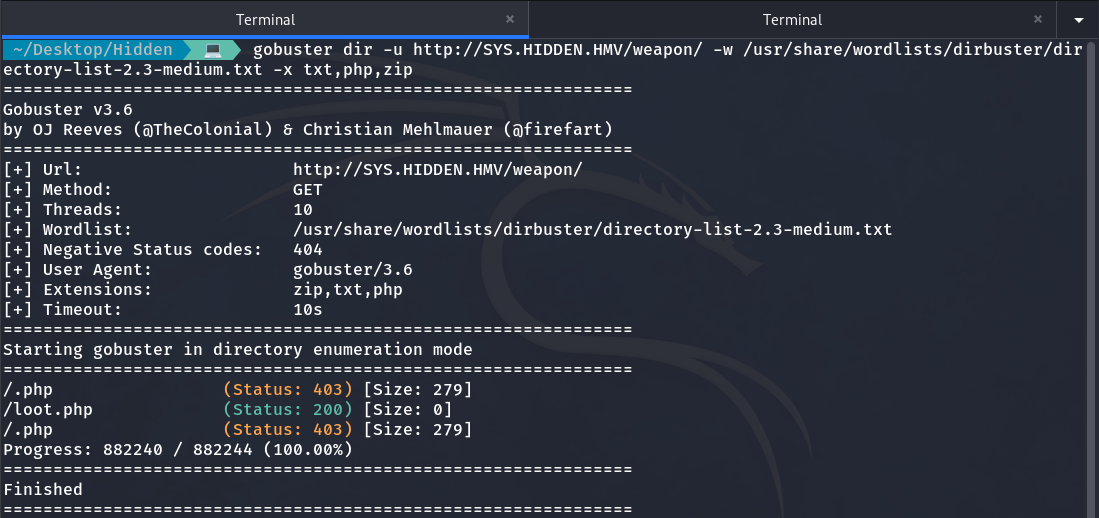 Terminal × Terminal ×
~/Desktop/Hidden gobuster dir -u http://SYS.HIDDEN.HMV/weapon/ -w /usr/share/wordlists/dirbuster/dir
ectory-list-2.3-medium.txt -x txt,php,zip
===============================================================
Gobuster v3.6
by OJ Reeves (@TheColonial) & Christian Mehlmauer (@firefart)
===============================================================
[+] Url: http://SYS.HIDDEN.HMV/weapon/
[+] Method: GET
[+] Threads: 10
[+] Wordlist: /usr/share/wordlists/dirbuster/directory-list-2.3-medium.txt
[+] Negative Status codes: 404
[+] User Agent: gobuster/3.6
[+] Extensions: zip,txt,php
[+] Timeout: 10s
===============================================================
Starting gobuster in directory enumeration mode
===============================================================
/.php (Status: 403) [Size: 279]
/loot.php (Status: 200) [Size: 0]
/.php (Status: 403) [Size: 279]
Progress: 882240 / 882244 (100.00%)
===============================================================
Finished
===============================================================